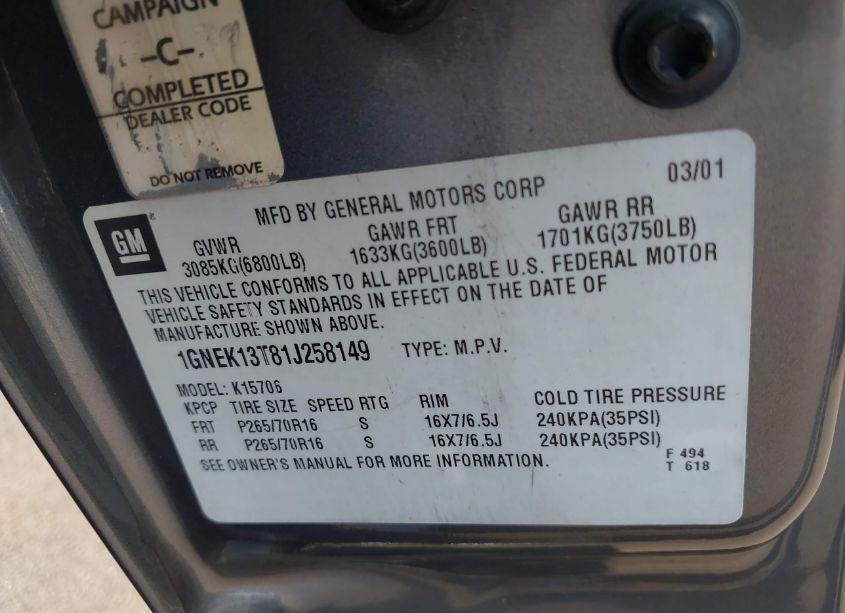 CAMPAIGN
-C-
COMPLETED
DEALER CODE
DO NOT REMOVE
GM
MFD BY GENERAL MOTORS CORP 03/01
GVWR GAWR FRT GAWR RR
3085KG(6800LB) 1633KG(3600LB) 1701KG(3750LB)
THIS VEHICLE CONFORMS TO ALL APPLICABLE U.S. FEDERAL MOTOR
VEHICLE SAFETY STANDARDS IN EFFECT ON THE DATE OF
MANUFACTURE SHOWN ABOVE.
1GNEK13T81J258149 TYPE: M.P.V.
MODEL: K15706
KPCP TIRE SIZE SPEED RTG RIM COLD TIRE PRESSURE
FRT P265/70R16 S 16X7/6.5J 240KPA(35PSI)
RR P265/70R16 S 16X7/6.5J 240KPA(35PSI)
SEE OWNER'S MANUAL FOR MORE INFORMATION.
F 494
T 618